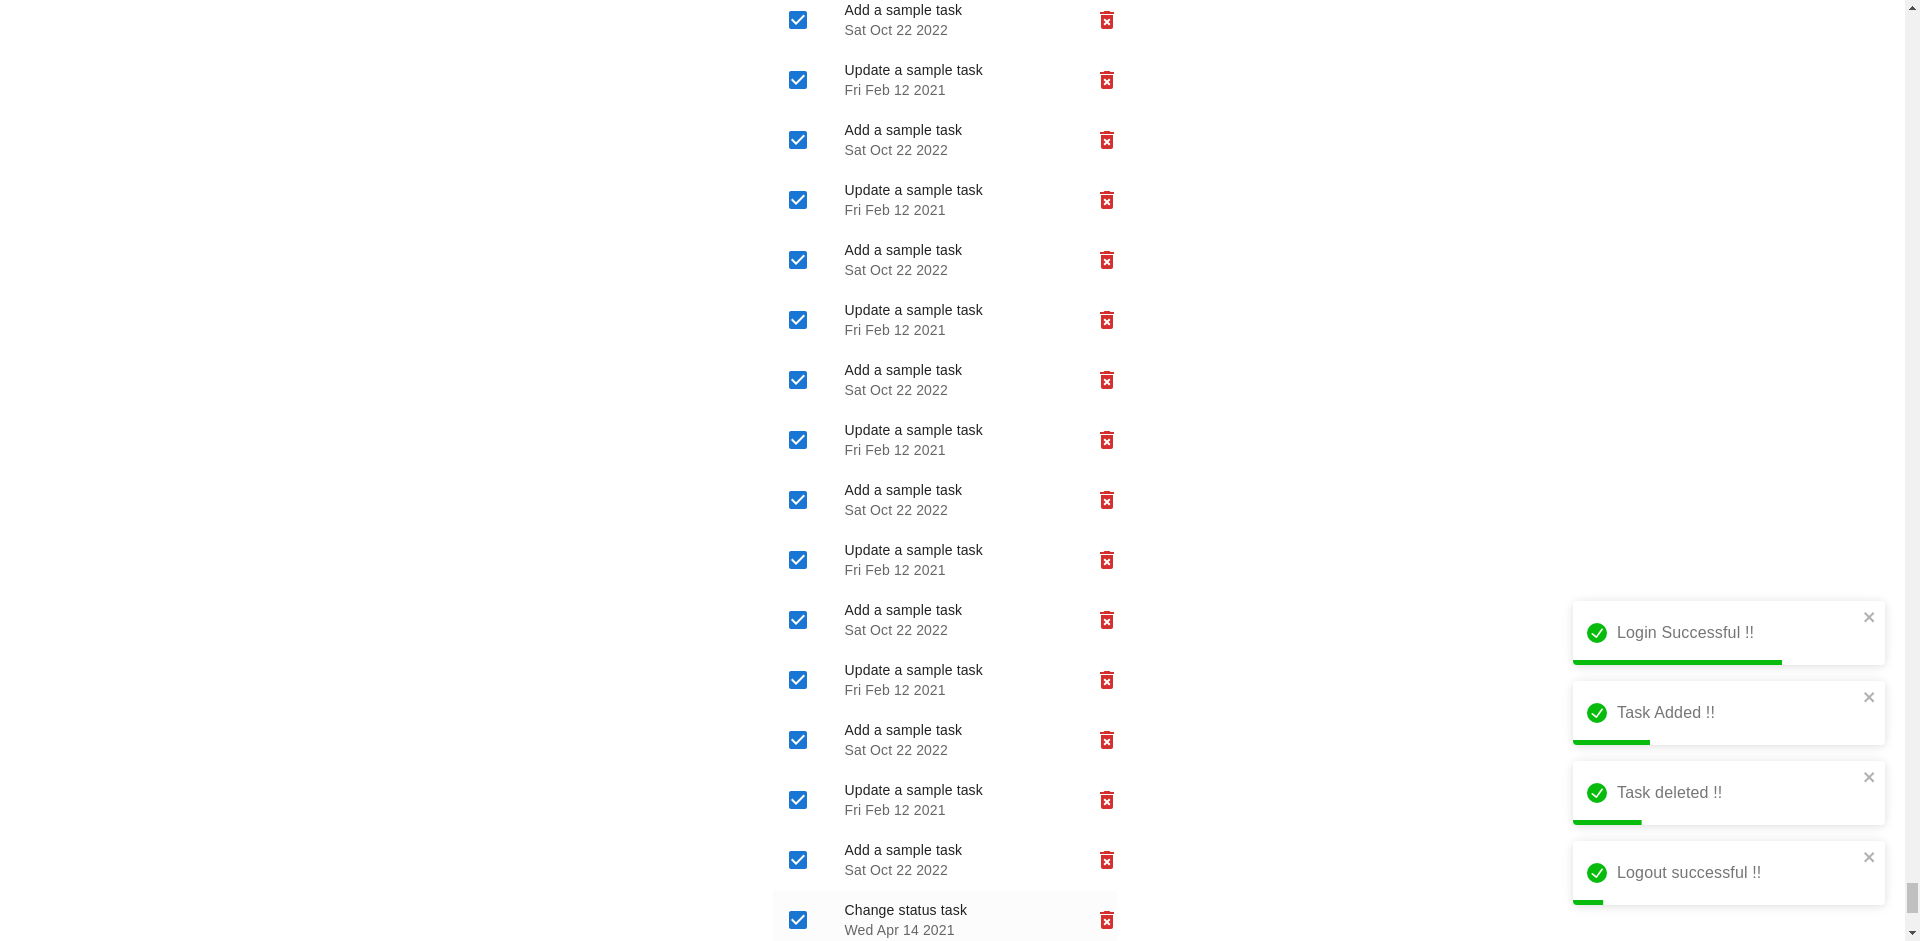 Add a sample task
Sat Oct 22 2022
Update a sample task
Fri Feb 12 2021
Add a sample task
Sat Oct 22 2022
Update a sample task
Fri Feb 12 2021
Add a sample task
Sat Oct 22 2022
Update a sample task
Fri Feb 12 2021
Add a sample task
Sat Oct 22 2022
Update a sample task
Fri Feb 12 2021
Add a sample task
Sat Oct 22 2022
Update a sample task
Fri Feb 12 2021
Add a sample task
Sat Oct 22 2022
Update a sample task
Fri Feb 12 2021
Add a sample task
Sat Oct 22 2022
Update a sample task
Fri Feb 12 2021
Add a sample task
Sat Oct 22 2022
Change status task
Wed Apr 14 2021
Login Successful !!
Task Added !!
Task deleted !!
Logout successful !!